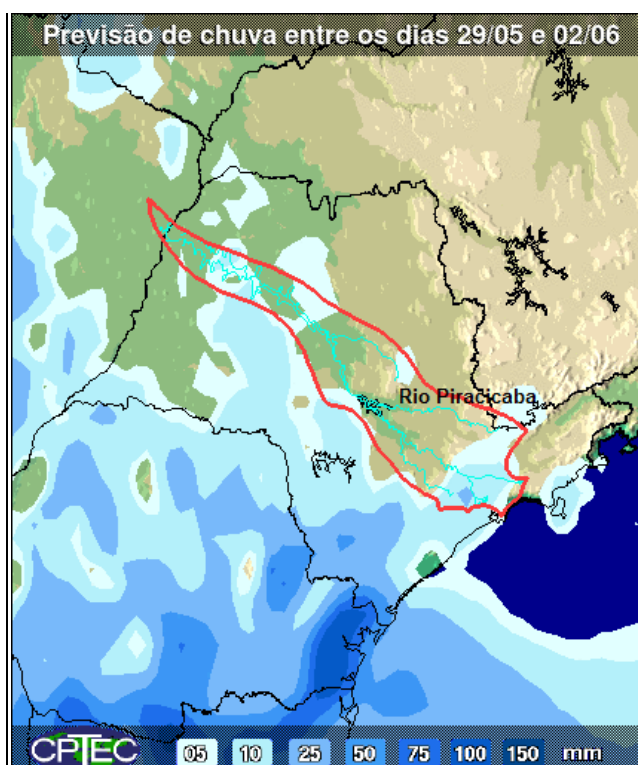 Previsão de chuva entre os dias 29/05 e 02/06
Rio Piracicaba
CPTEC 05 10 25 50 75 100 150 mm